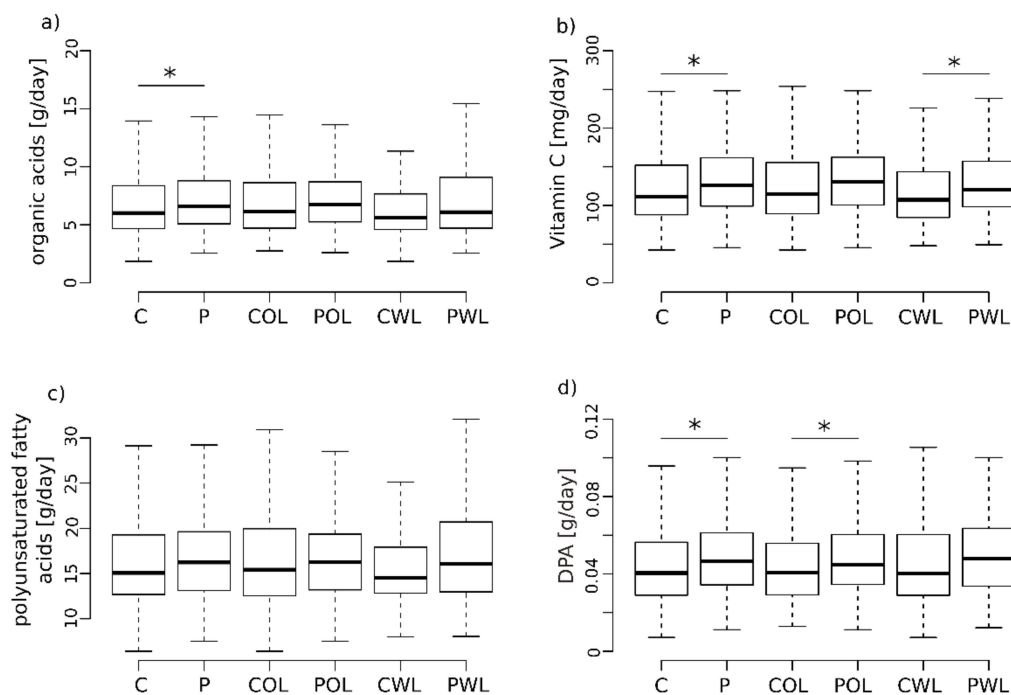 a)
organic acids [g/day]
20
15
10
5
0
*
C P COL POL CWL PWL
b)
Vitamin C [mg/day]
300
200
100
0
* *
C P COL POL CWL PWL
c)
polyunsaturated fatty
acids [g/day]
30
25
20
15
10
C P COL POL CWL PWL
d)
DPA [g/day]
0.12
0.08
0.04
0
* *
C P COL POL CWL PWL